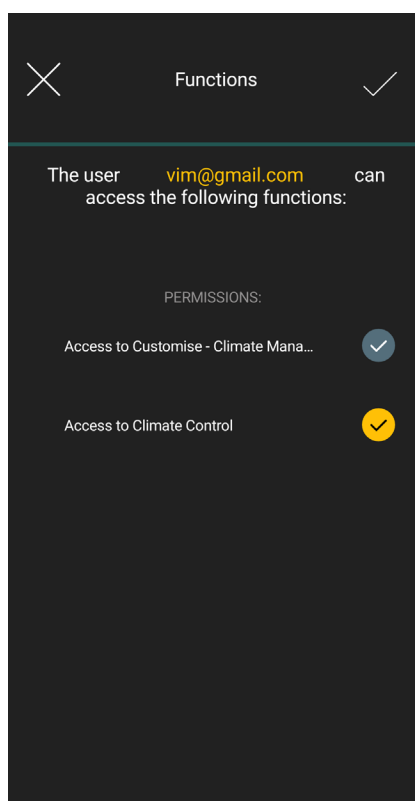 Functions
The user vim@gmail.com can
access the following functions:
PERMISSIONS:
Access to Customise - Climate Mana...
Access to Climate Control